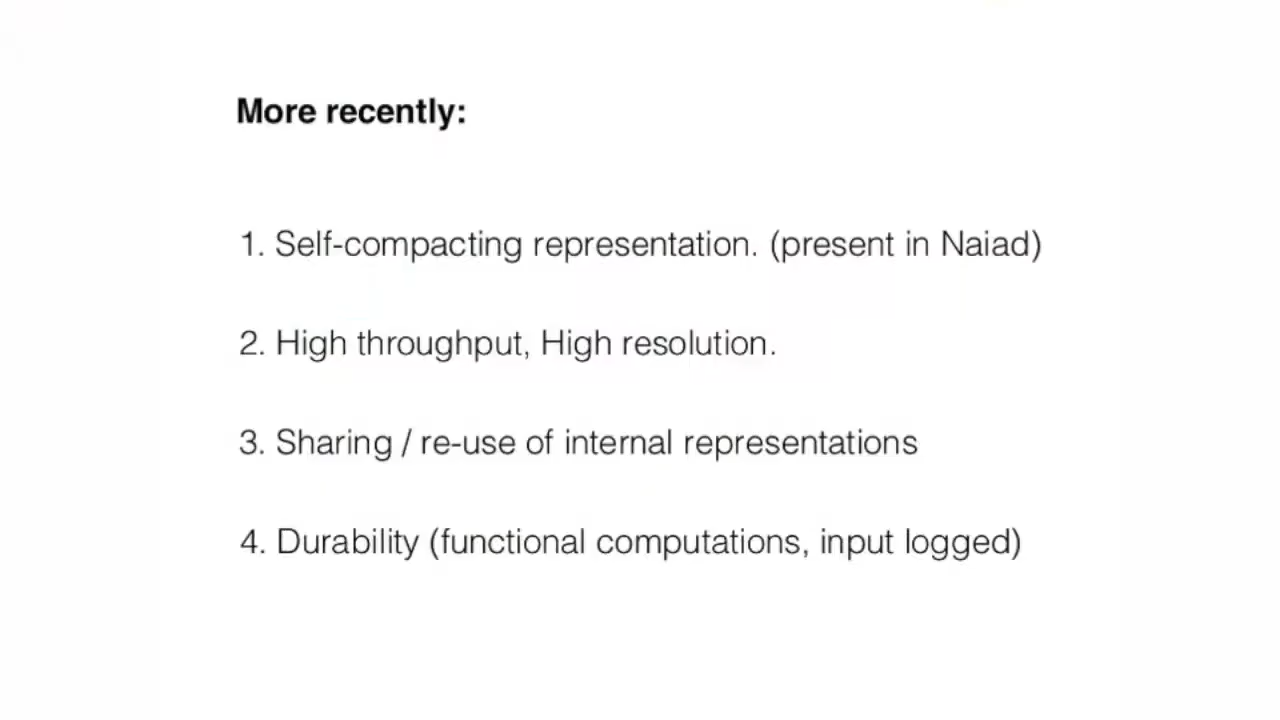 More recently:
1. Self-compacting representation. (present in Naiad)
2. High throughput, High resolution.
3. Sharing / re-use of internal representations
4. Durability (functional computations, input logged)